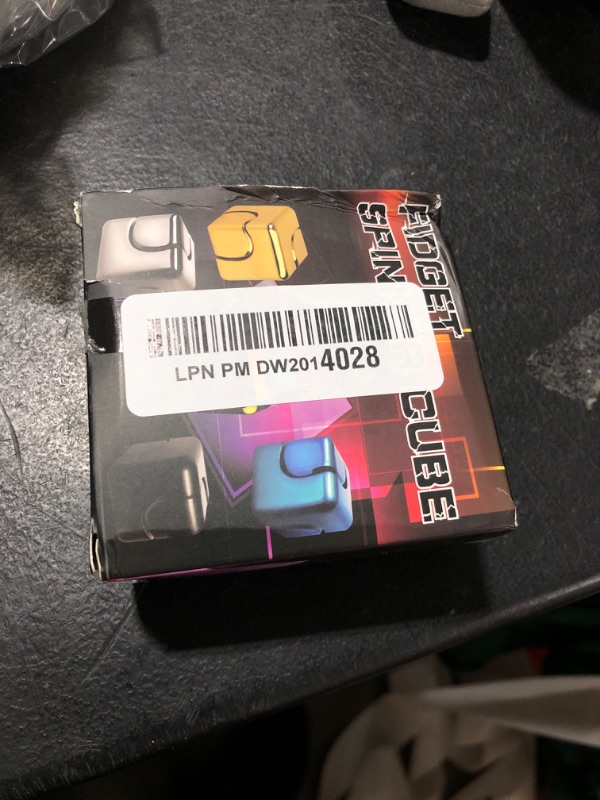 FIDGET
SPIN CUBE
LPN PM DW2014028